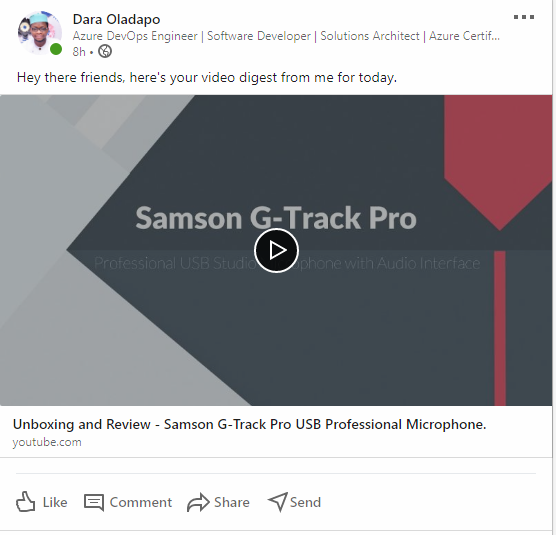 Dara Oladapo
Azure DevOps Engineer | Software Developer | Solutions Architect | Azure Certif...
8h •
Hey there friends, here's your video digest from me for today.
Samson G-Track Pro
Professional USB Studio Microphone with Audio Interface
Unboxing and Review - Samson G-Track Pro USB Professional Microphone.
youtube.com
Like Comment Share Send